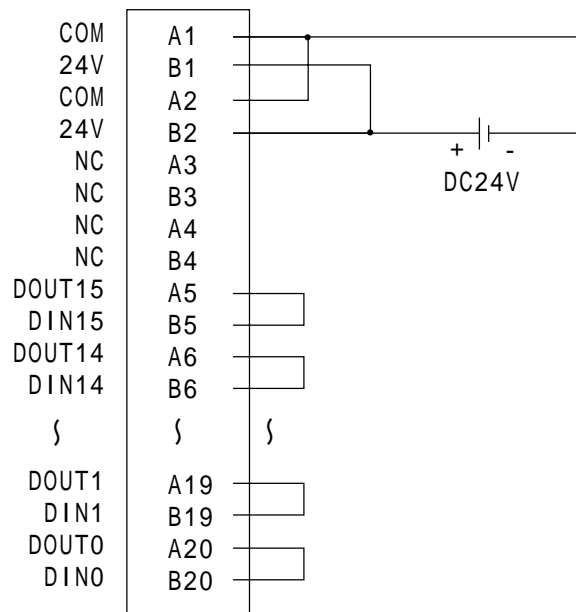 COM A1
24V B1
COM A2
24V B2
NC A3
NC B3
NC A4
NC B4
DOUT15 A5
DIN15 B5
DOUT14 A6
DIN14 B6
DOUT1 A19
DIN1 B19
DOUT0 A20
DIN0 B20
+ -
DC24V